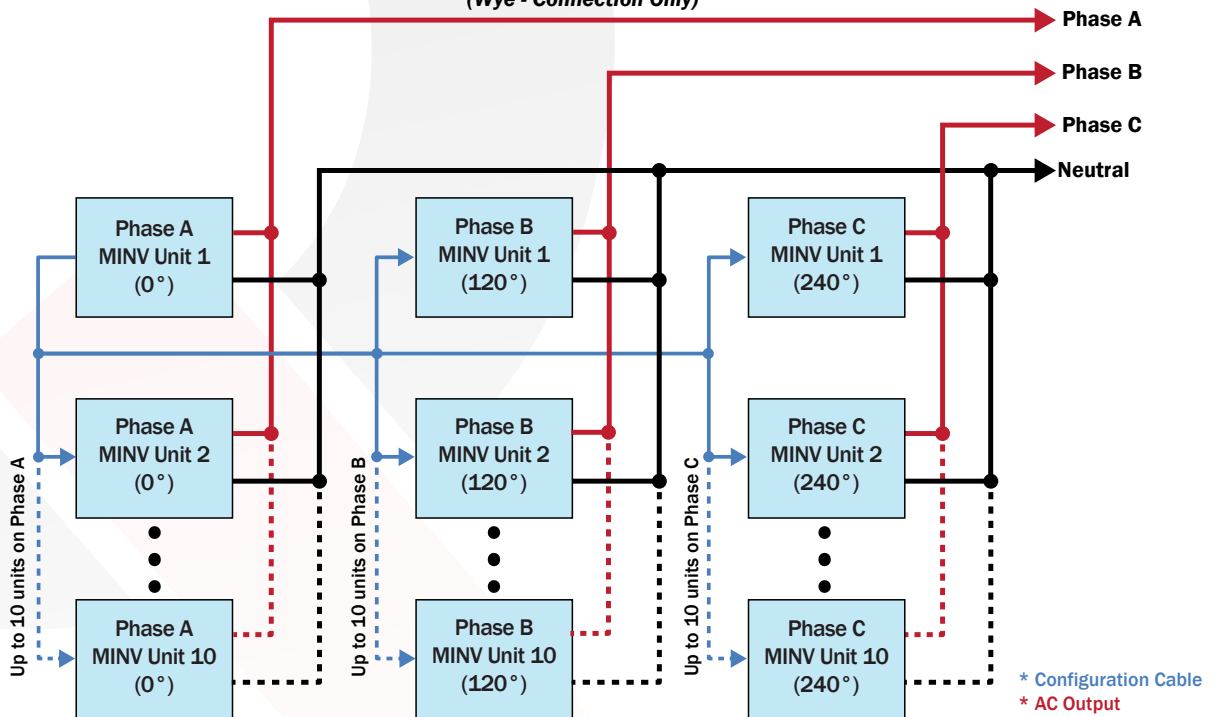 (Wye - Connection Only)
Phase A
Phase B
Phase C
Neutral
Phase A
MINV Unit 1
(0°)
Phase B
MINV Unit 1
(120°)
Phase C
MINV Unit 1
(240°)
Phase A
MINV Unit 2
(0°)
Phase B
MINV Unit 2
(120°)
Phase C
MINV Unit 2
(240°)
Up to 10 units on Phase A
Up to 10 units on Phase B
Up to 10 units on Phase C
Phase A
MINV Unit 10
(0°)
Phase B
MINV Unit 10
(120°)
Phase C
MINV Unit 10
(240°)
* Configuration Cable
* AC Output